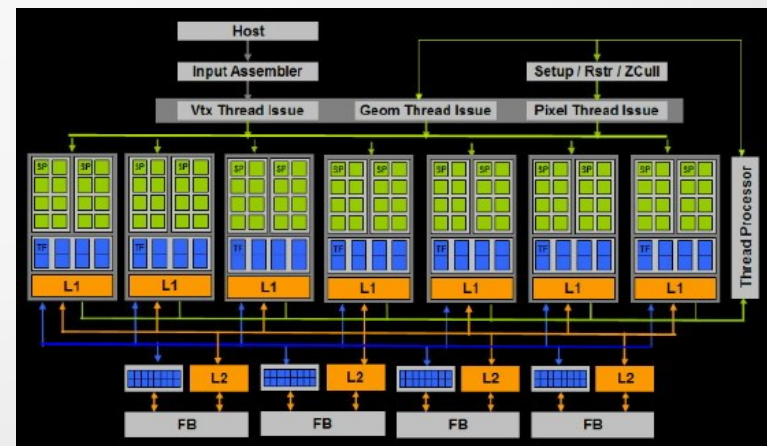 Host
Input Assembler
Setup / Rstr / ZCull
Vtx Thread Issue
Geom Thread Issue
Pixel Thread Issue
SP SP SP SP SP SP SP SP SP SP SP SP SP SP
TF TF TF TF TF TF TF
L1 L1 L1 L1 L1 L1 L1
Thread Processor
L2 L2 L2 L2
FB FB FB FB